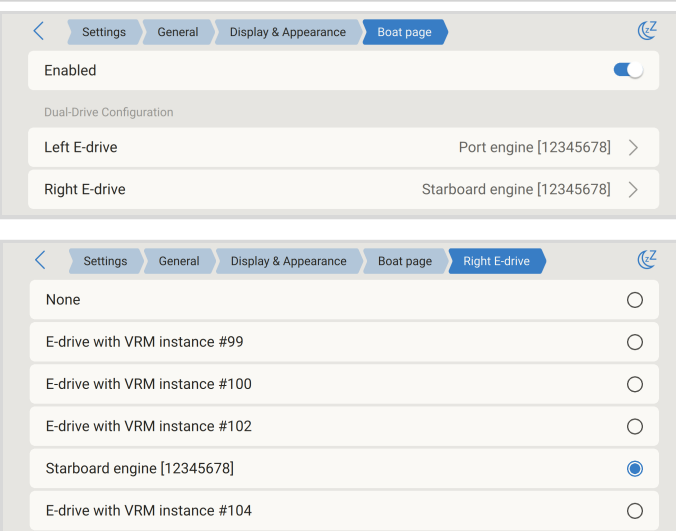 Settings General Display & Appearance Boat page zZ
Enabled
Dual-Drive Configuration
Left E-drive Port engine [12345678]
Right E-drive Starboard engine [12345678]
Settings General Display & Appearance Boat page Right E-drive zZ
None
E-drive with VRM instance #99
E-drive with VRM instance #100
E-drive with VRM instance #102
Starboard engine [12345678]
E-drive with VRM instance #104